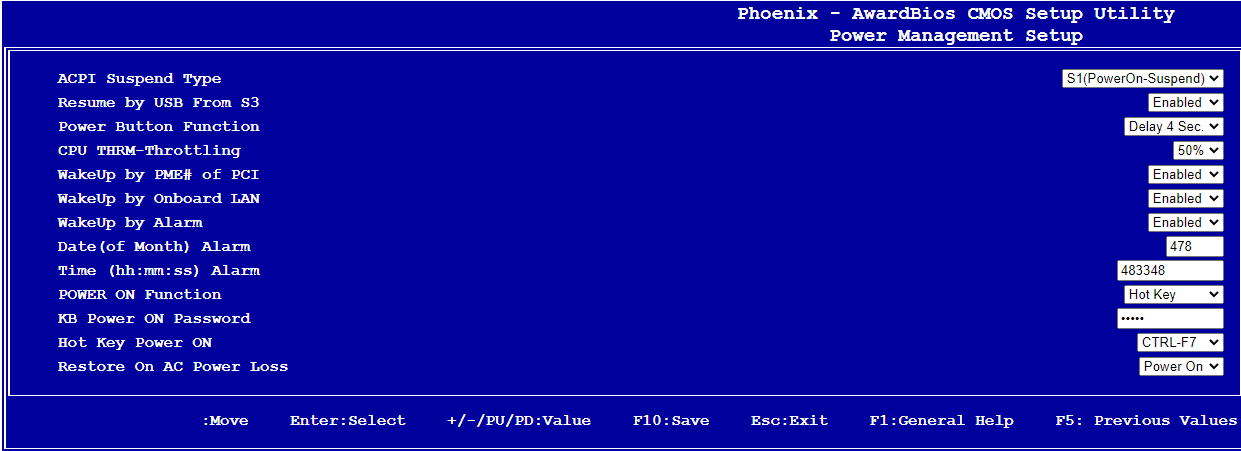 Phoenix - AwardBios CMOS Setup Utility
Power Management Setup
ACPI Suspend Type S1(PowerOn-Suspend)
Resume by USB From S3 Enabled
Power Button Function Delay 4 Sec.
CPU THRM-Throttling 50%
WakeUp by PME# of PCI Enabled
WakeUp by Onboard LAN Enabled
WakeUp by Alarm Enabled
Date(of Month) Alarm 478
Time (hh:mm:ss) Alarm 483348
POWER ON Function Hot Key
KB Power ON Password •••••
Hot Key Power ON CTRL-F7
Restore On AC Power Loss Power On
:Move Enter:Select +/-/PU/PD:Value F10:Save Esc:Exit F1:General Help F5: Previous Values